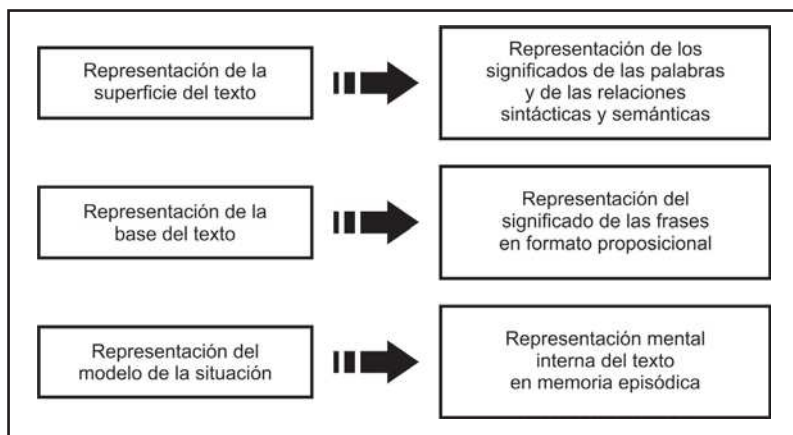 Representación de la
superficie del texto
Representación de los
significados de las palabras
y de las relaciones
sintácticas y semánticas
Representación de la
base del texto
Representación del
significado de las frases
en formato proposicional
Representación del
modelo de la situación
Representación mental
interna del texto
en memoria episódica